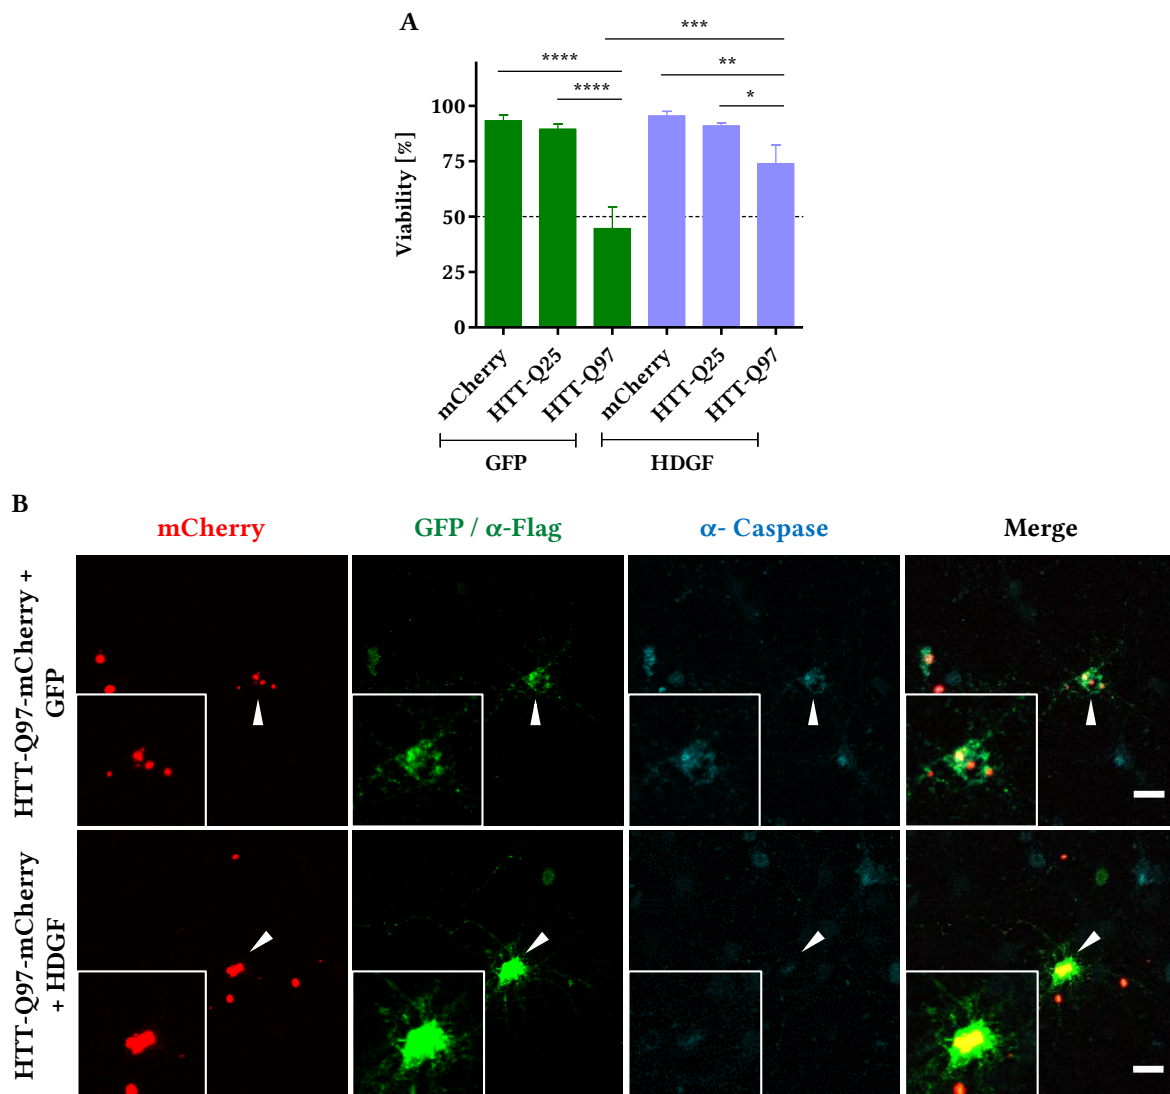 A
***
****
**
****
*
Viability [%]
100
75
50
25
0
mCherry
HTT-Q25
HTT-Q97
mCherry
HTT-Q25
HTT-Q97
GFP
HDGF
B
mCherry
GFP / α-Flag
α- Caspase
Merge
HTT-Q97-mCherry +
GFP
HTT-Q97-mCherry
+ HDGF